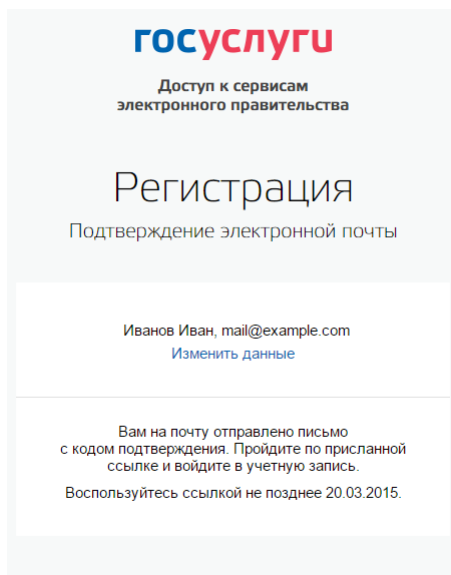 госуслуги
Доступ к сервисам
электронного правительства
Регистрация
Подтверждение электронной почты
Иванов Иван, mail@example.com
Изменить данные
Вам на почту отправлено письмо
с кодом подтверждения. Пройдите по присланной
ссылке и войдите в учетную запись.
Воспользуйтесь ссылкой не позднее 20.03.2015.